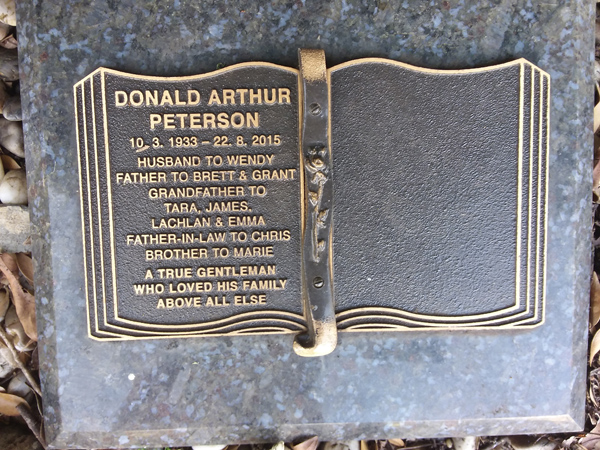 DONALD ARTHUR
PETERSON
10. 3. 1933 – 22. 8. 2015
HUSBAND TO WENDY
FATHER TO BRETT & GRANT
GRANDFATHER TO
TARA, JAMES,
LACHLAN & EMMA
FATHER-IN-LAW TO CHRIS
BROTHER TO MARIE
A TRUE GENTLEMAN
WHO LOVED HIS FAMILY
ABOVE ALL ELSE